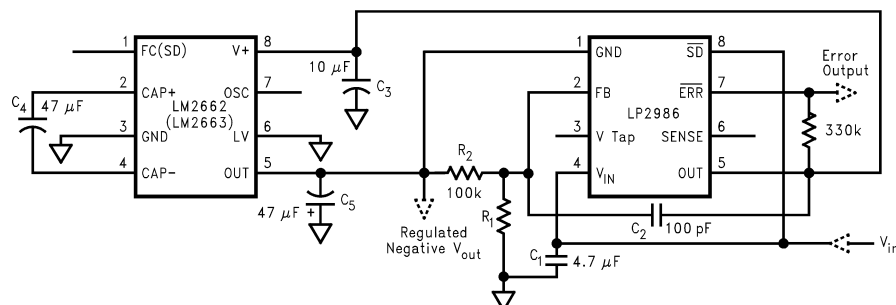 1 FC(SD) V+ 8
2 CAP+ OSC 7
3 GND LV 6
4 CAP- OUT 5
LM2662
(LM2663)
C4 47 μF
10 μF C3
47 μF + C5
R2
100k
R1
Regulated
Negative Vout
1 GND SD 8
2 FB ERR 7
3 V Tap SENSE 6
4 VIN OUT 5
LP2986
Error
Output
330k
C2 100 pF
C1 4.7 μF
Vin